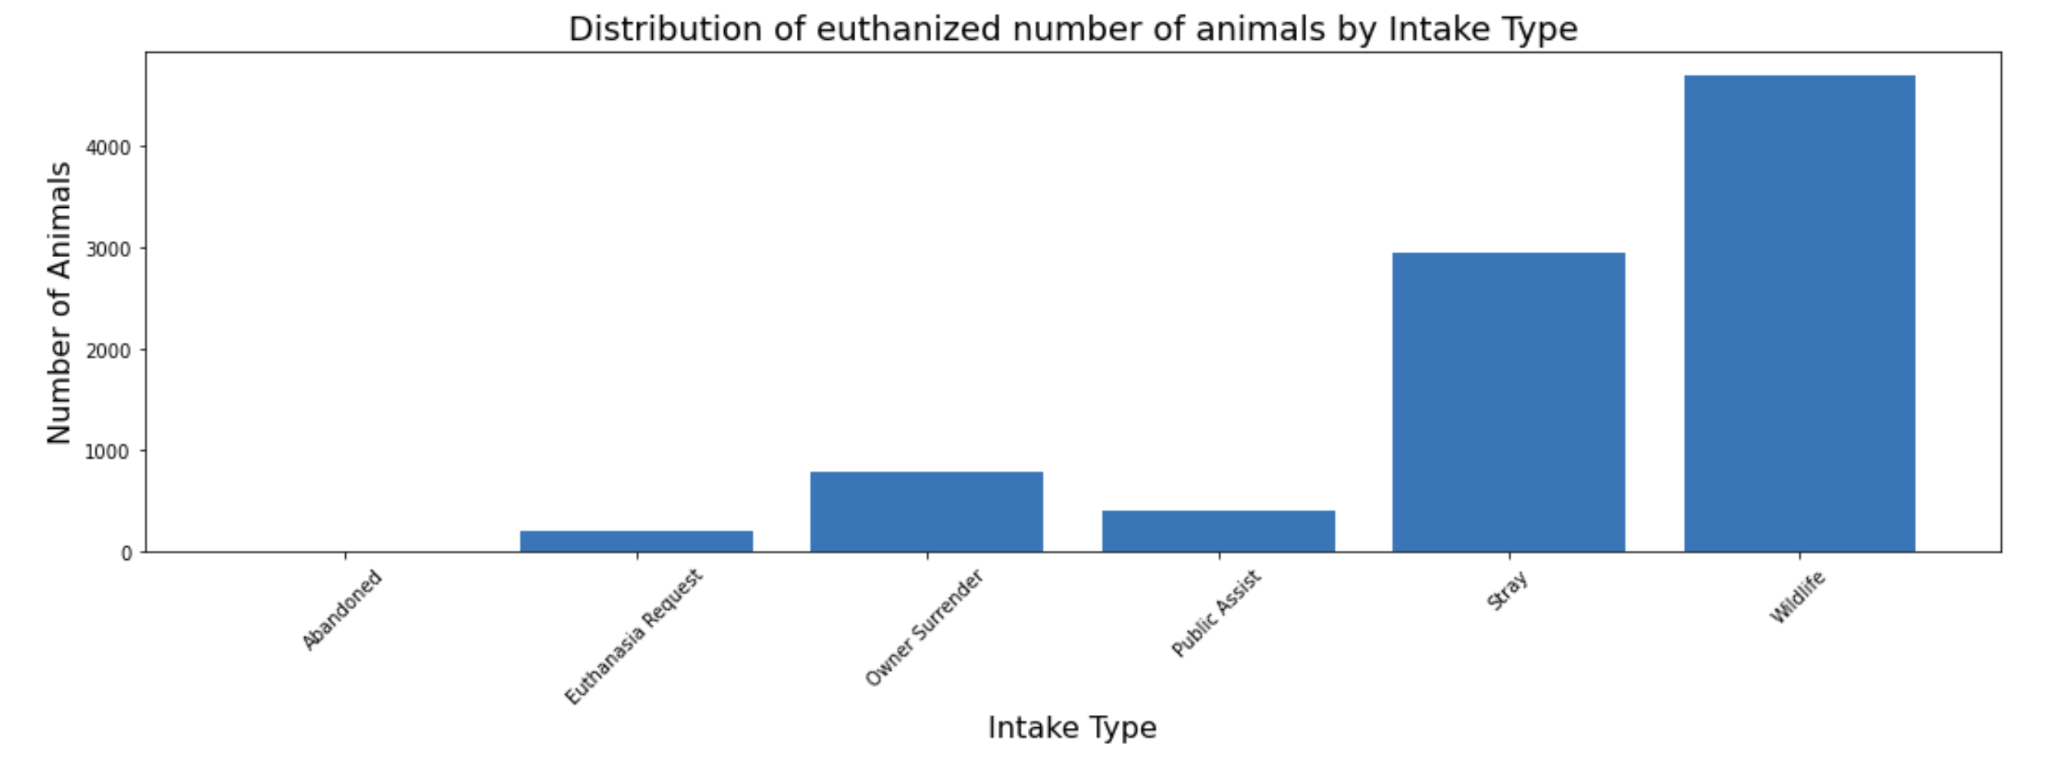 Distribution of euthanized number of animals by Intake Type
Number of Animals
4000
3000
2000
1000
0
Abandoned
Euthanasia Request
Owner Surrender
Public Assist
Stray
Wildlife
Intake Type